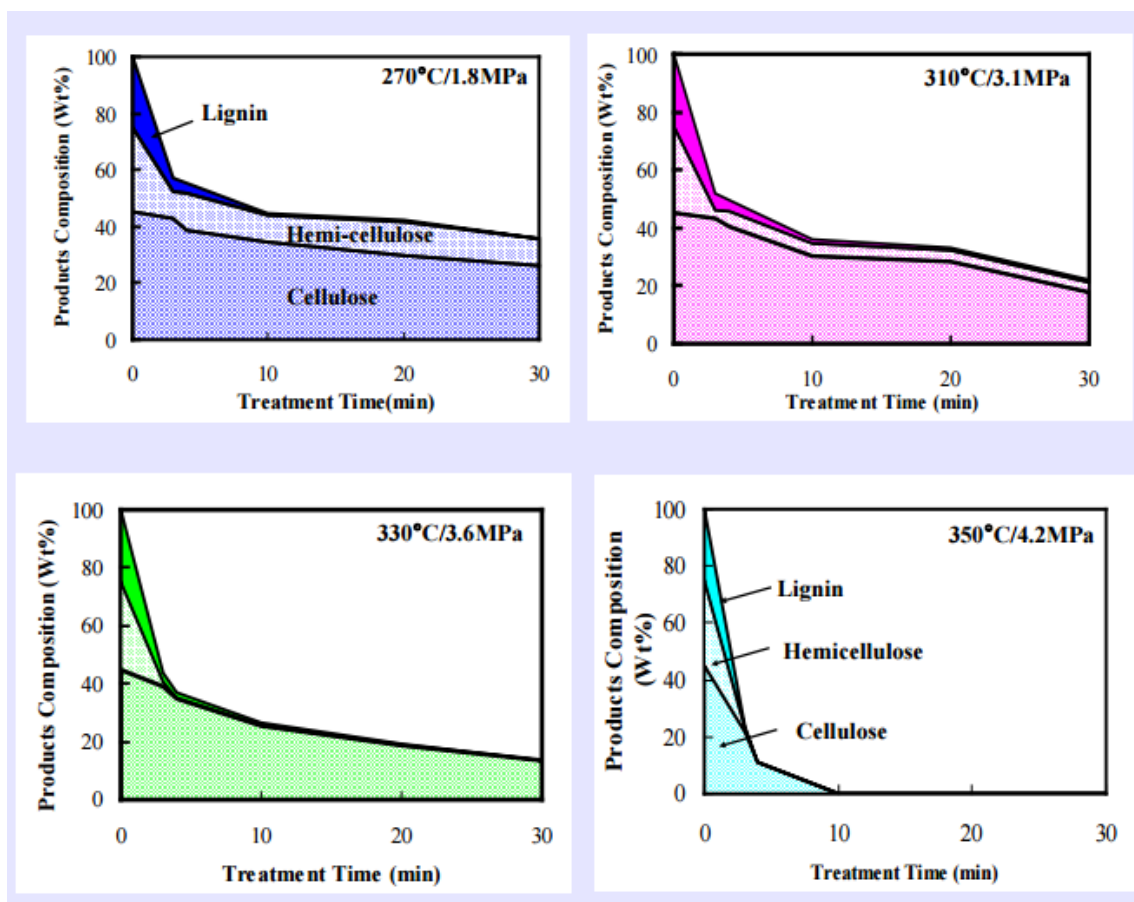 Products Composition (Wt%)
100
80
60
40
20
0
270°C/1.8MPa
Lignin
Hemi-cellulose
Cellulose
0 10 20 30
Treatment Time(min)
Products Composition (Wt%)
100
80
60
40
20
0
310°C/3.1MPa
0 10 20 30
Treatment Time (min)
Products Composition (Wt%)
100
80
60
40
20
0
330°C/3.6MPa
0 10 20 30
Treatment Time (min)
Products Composition
(Wt%)
100
80
60
40
20
0
350°C/4.2MPa
Lignin
Hemicellulose
Cellulose
0 10 20 30
Treatment Time (min)